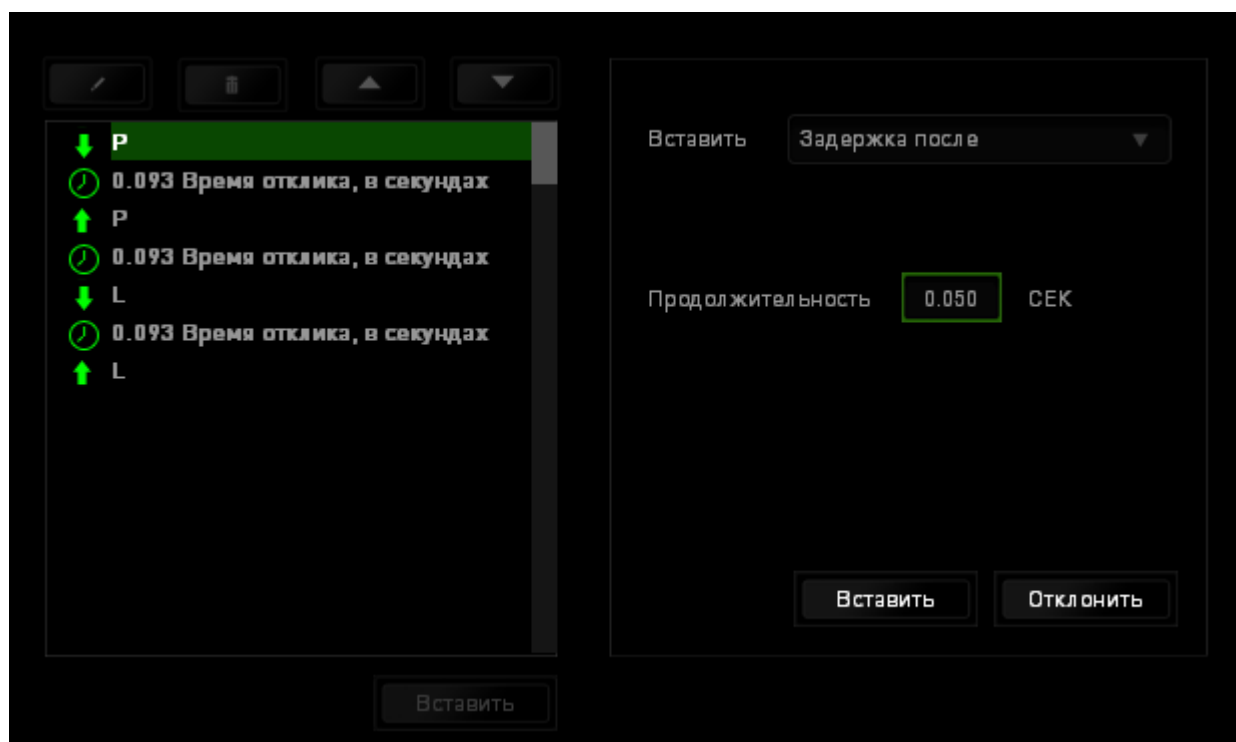 P
0.093 Время отклика, в секундах
P
0.093 Время отклика, в секундах
L
0.093 Время отклика, в секундах
L
Вставить
Вставить Задержка после
Продолжительность 0.050 СЕК
Вставить Отклонить